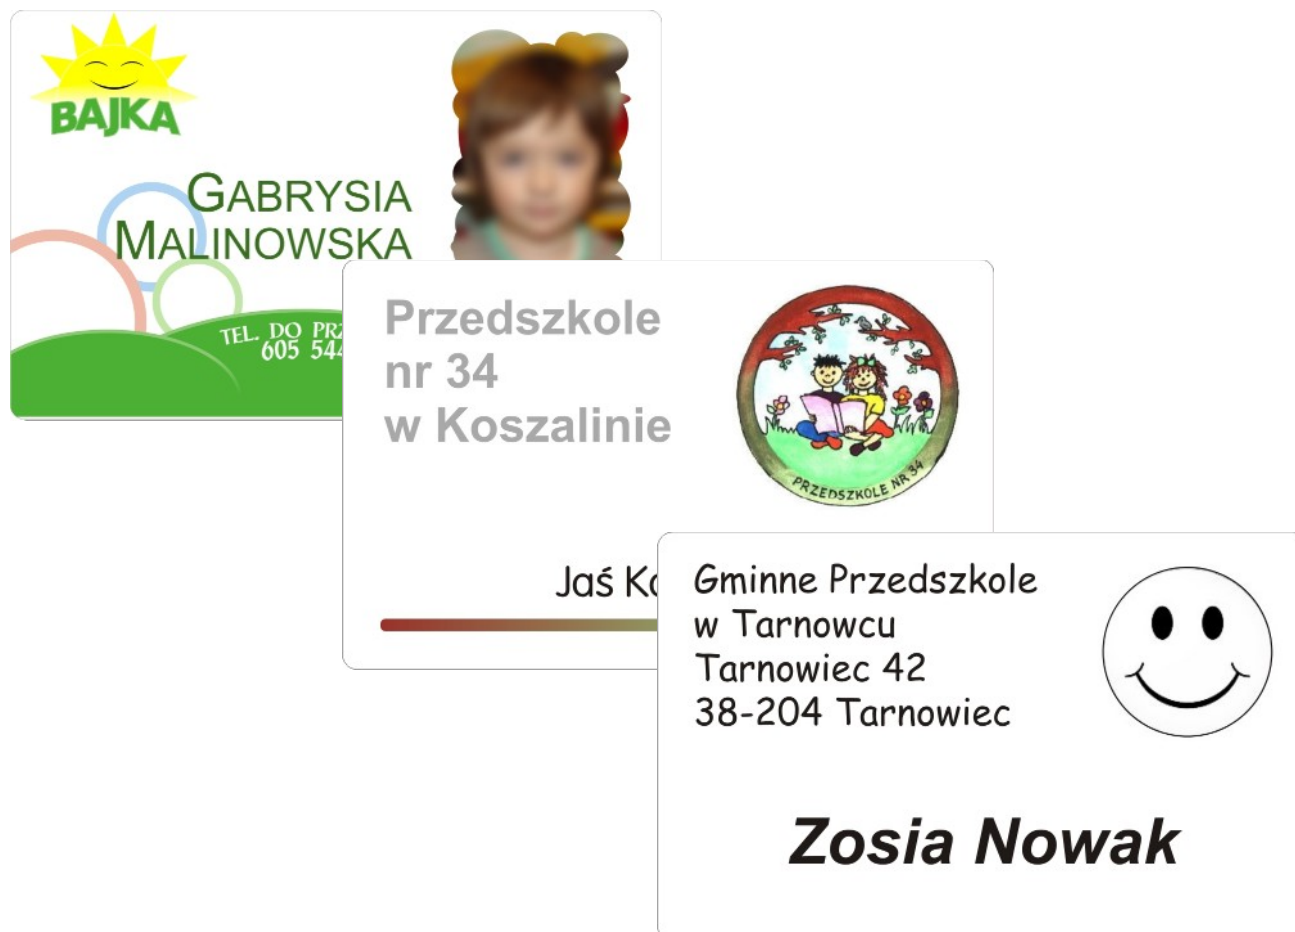 BAJKA
GABRYSIA
MALINOWSKA
TEL. DO
605
Przedszkole
nr 34
w Koszalinie
PRZEDSZKOLE NR 34
Jaś
Gminne Przedszkole
w Tarnowcu
Tarnowiec 42
38-204 Tarnowiec
Zosia Nowak